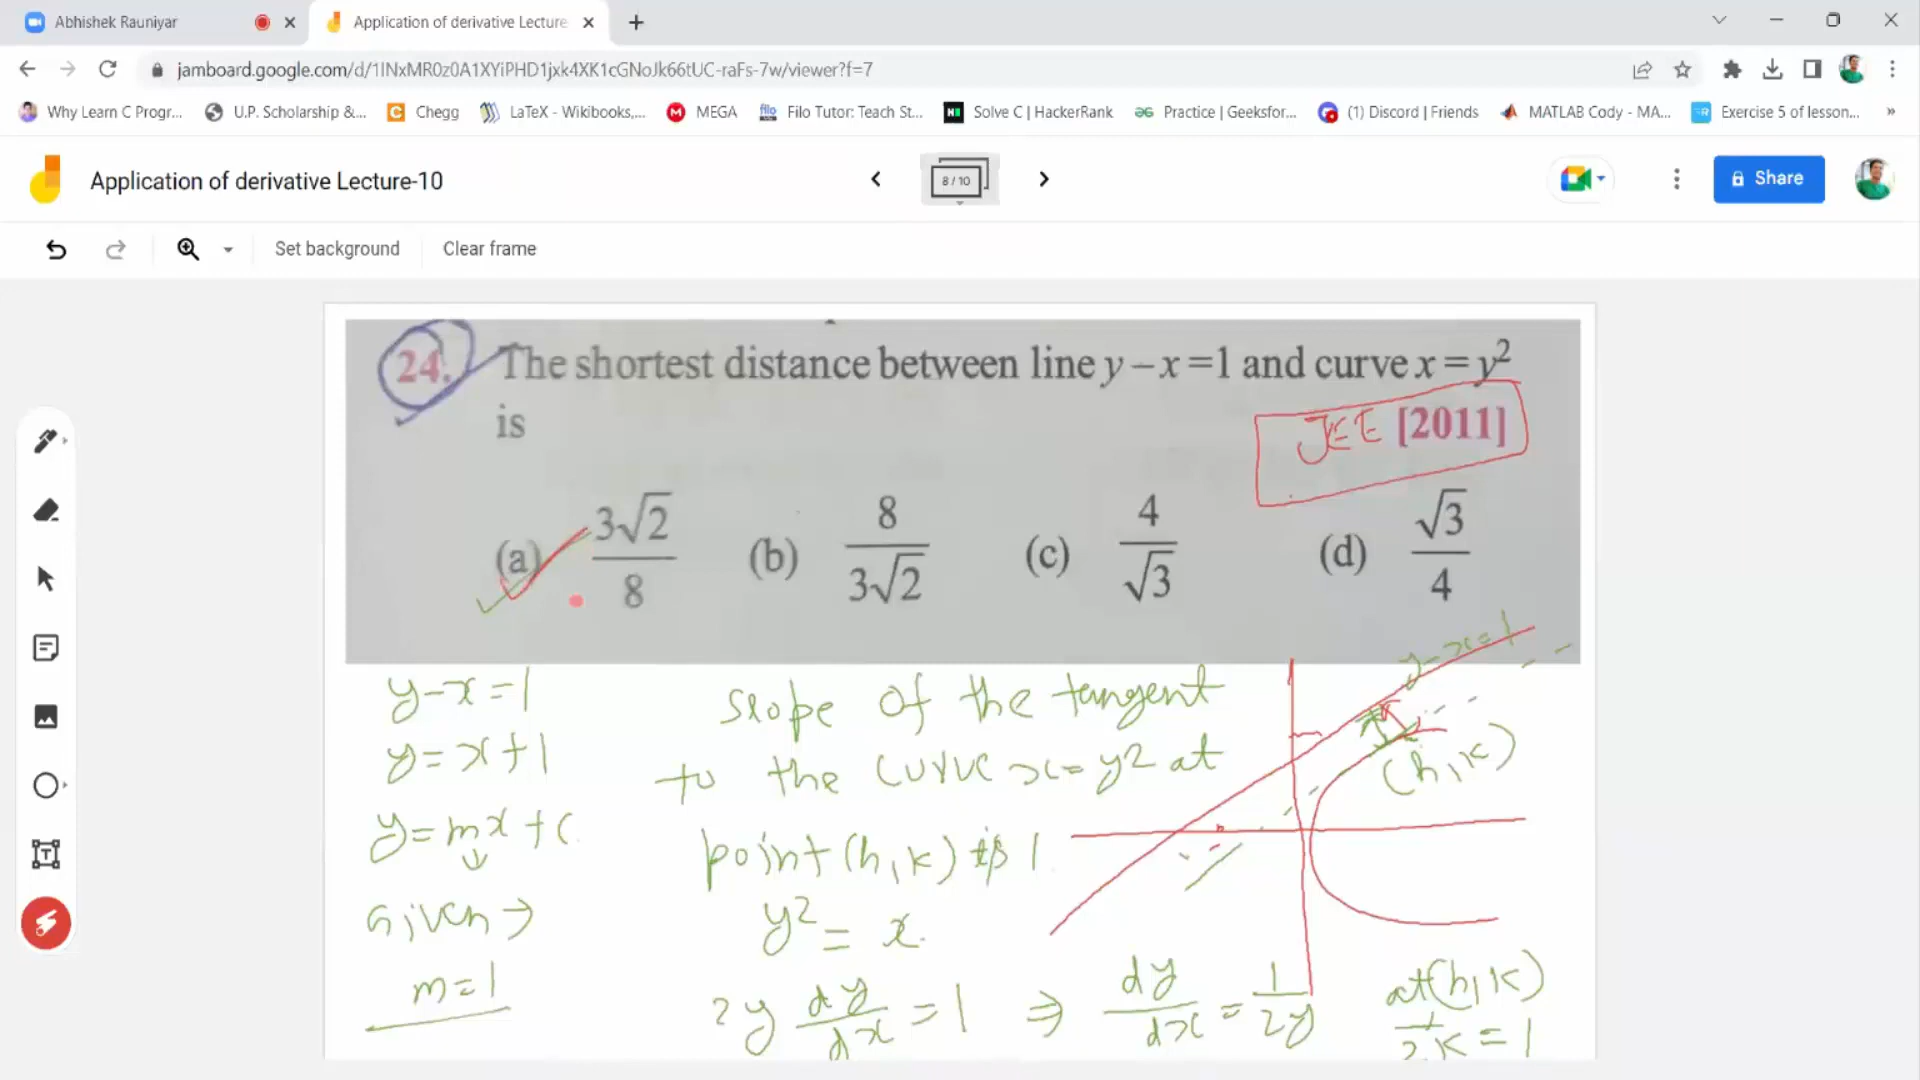 Abhishek Rauniyar
Application of derivative Lecture
jamboard.google.com/d/1INxMR0z0A1XYiPHD1jxk4XK1cGNoJk66tUC-raFs-7w/viewer?f=7
Why Learn C Progr...
U.P. Scholarship &...
Chegg
LaTeX - Wikibooks,...
MEGA
Filo Tutor: Teach St...
Solve C | HackerRank
Practice | Geeksfor...
(1) Discord | Friends
MATLAB Cody - MA...
Exercise 5 of lesson...
Application of derivative Lecture-10
8 / 10
Share
Set background
Clear frame
24. The shortest distance between line y – x = 1 and curve x = y²
is
JEE [2011]
(a) 3√2/8 (b) 8/3√2 (c) 4/√3 (d) √3/4
y-x=1
y=x+1
y=mx+c
Given →
m=1
slope of the tangent
to the curve x=y² at
point (h,k) is 1.
y² = x
2y dy/dx = 1 ⇒ dy/dx = 1/2y
y-x=1
(h,k)
at(h,k)
1/2k = 1